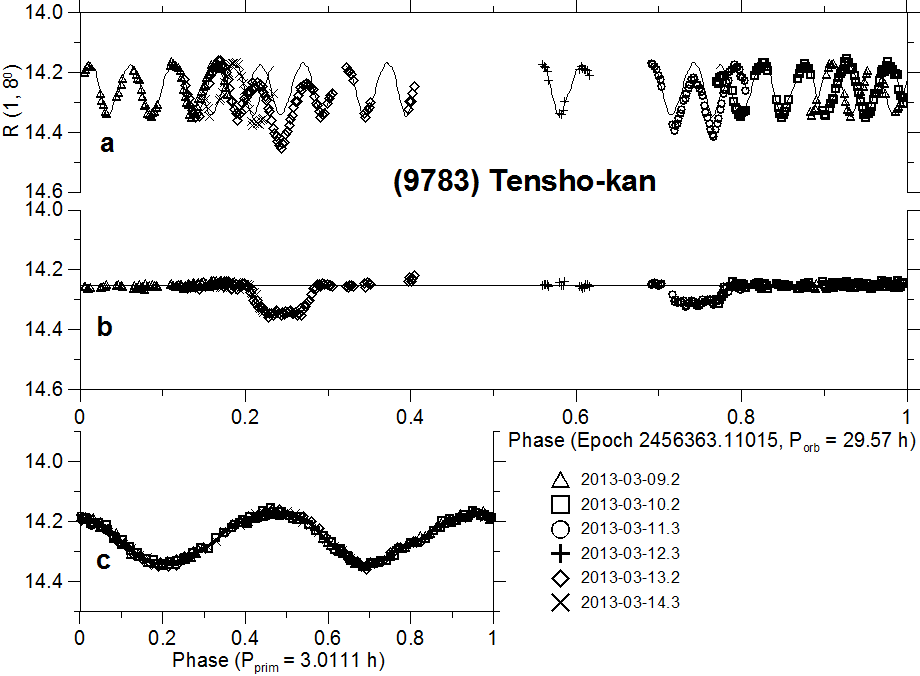 14.0
14.2
14.4
14.6
R (1, 8⁰)
a
(9783) Tensho-kan
14.0
14.2
14.4
14.6
b
0 0.2 0.4 0.6 0.8 1
Phase (Epoch 2456363.11015, Porb = 29.57 h)
14.0
14.2
14.4
c
0 0.2 0.4 0.6 0.8 1
Phase (Pprim = 3.0111 h)
2013-03-09.2
2013-03-10.2
2013-03-11.3
2013-03-12.3
2013-03-13.2
2013-03-14.3